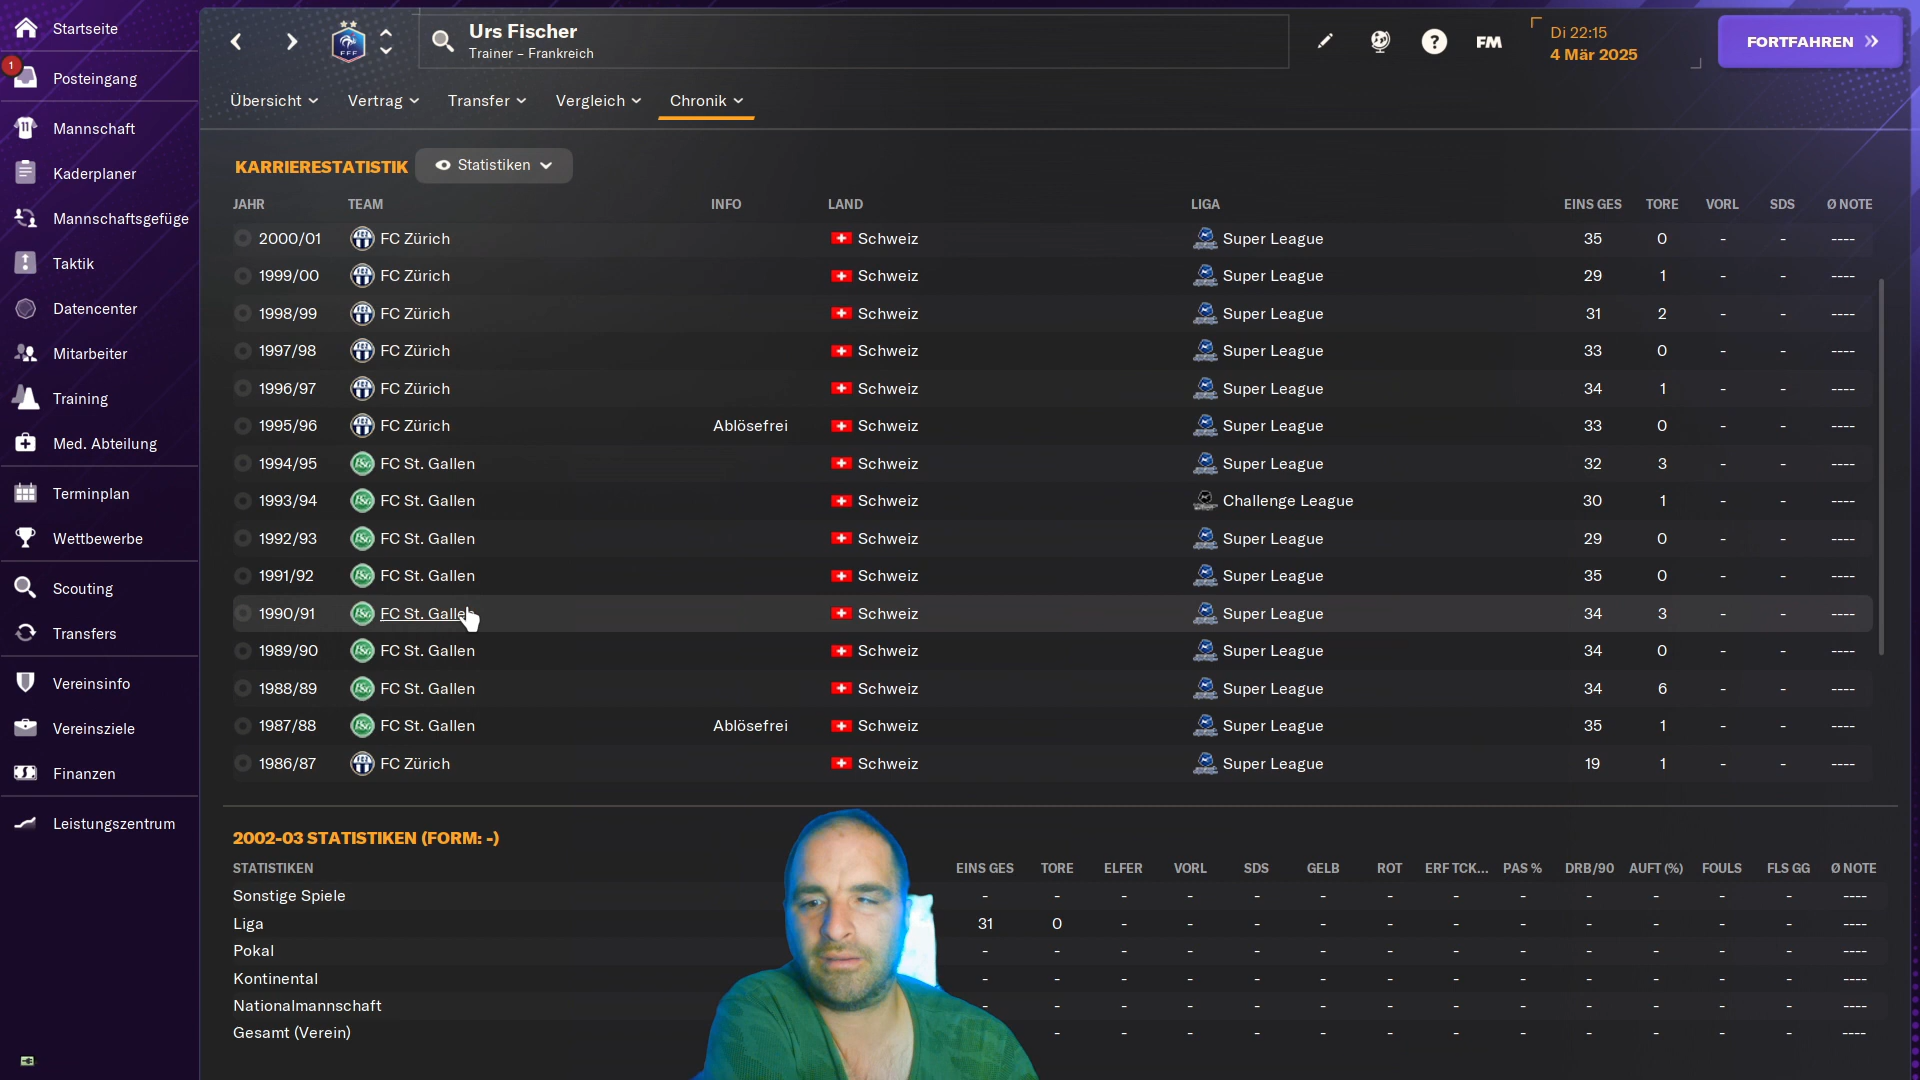 Startseite
1
Posteingang
Mannschaft
Kaderplaner
Mannschaftsgefüge
Taktik
Datencenter
Mitarbeiter
Training
Med. Abteilung
Terminplan
Wettbewerbe
Scouting
Transfers
Vereinsinfo
Vereinsziele
Finanzen
Leistungszentrum
FFF
Urs Fischer
Trainer – Frankreich
? FM
Di 22:15
4 Mär 2025
FORTFAHREN
Übersicht Vertrag Transfer Vergleich Chronik
KARRIERESTATISTIK Statistiken
JAHR TEAM INFO LAND LIGA EINS GES TORE VORL SDS Ø NOTE
2000/01 FC Zürich Schweiz Super League 35 0 - - ----
1999/00 FC Zürich Schweiz Super League 29 1 - - ----
1998/99 FC Zürich Schweiz Super League 31 2 - - ----
1997/98 FC Zürich Schweiz Super League 33 0 - - ----
1996/97 FC Zürich Schweiz Super League 34 1 - - ----
1995/96 FC Zürich Ablösefrei Schweiz Super League 33 0 - - ----
1994/95 FC St. Gallen Schweiz Super League 32 3 - - ----
1993/94 FC St. Gallen Schweiz Challenge League 30 1 - - ----
1992/93 FC St. Gallen Schweiz Super League 29 0 - - ----
1991/92 FC St. Gallen Schweiz Super League 35 0 - - ----
1990/91 FC St. Gallen Schweiz Super League 34 3 - - ----
1989/90 FC St. Gallen Schweiz Super League 34 0 - - ----
1988/89 FC St. Gallen Schweiz Super League 34 6 - - ----
1987/88 FC St. Gallen Ablösefrei Schweiz Super League 35 1 - - ----
1986/87 FC Zürich Schweiz Super League 19 1 - - ----
2002-03 STATISTIKEN (FORM: -)
STATISTIKEN EINS GES TORE ELFER VORL SDS GELB ROT ERF TCK... PAS % DRB/90 AUFT (%) FOULS FLS GG Ø NOTE
Sonstige Spiele - - - - - - - - - - - - - ----
Liga 31 0 - - - - - - - - - - - ----
Pokal - - - - - - - - - - - - - ----
Kontinental - - - - - - - - - - - - - ----
Nationalmannschaft - - - - - - - - - - - - - ----
Gesamt (Verein) - - - - - - - - - - - - ----